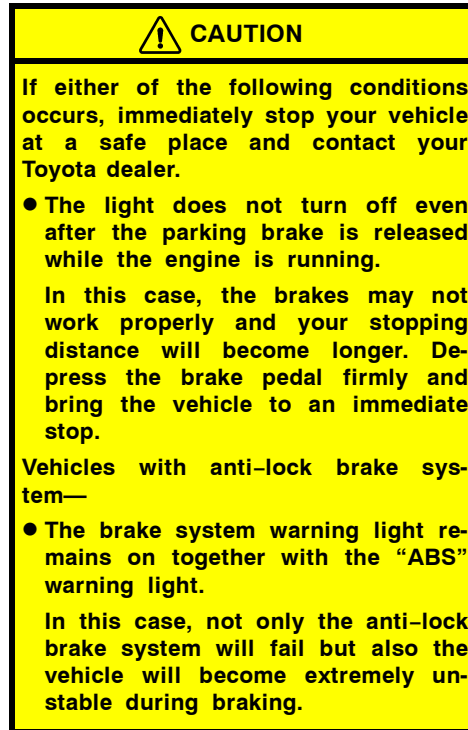 CAUTION
If either of the following conditions
occurs, immediately stop your vehicle
at a safe place and contact your
Toyota dealer.
● The light does not turn off even
after the parking brake is released
while the engine is running.
In this case, the brakes may not
work properly and your stopping
distance will become longer. De-
press the brake pedal firmly and
bring the vehicle to an immediate
stop.
Vehicles with anti−lock brake sys-
tem—
● The brake system warning light re-
mains on together with the “ABS”
warning light.
In this case, not only the anti−lock
brake system will fail but also the
vehicle will become extremely un-
stable during braking.